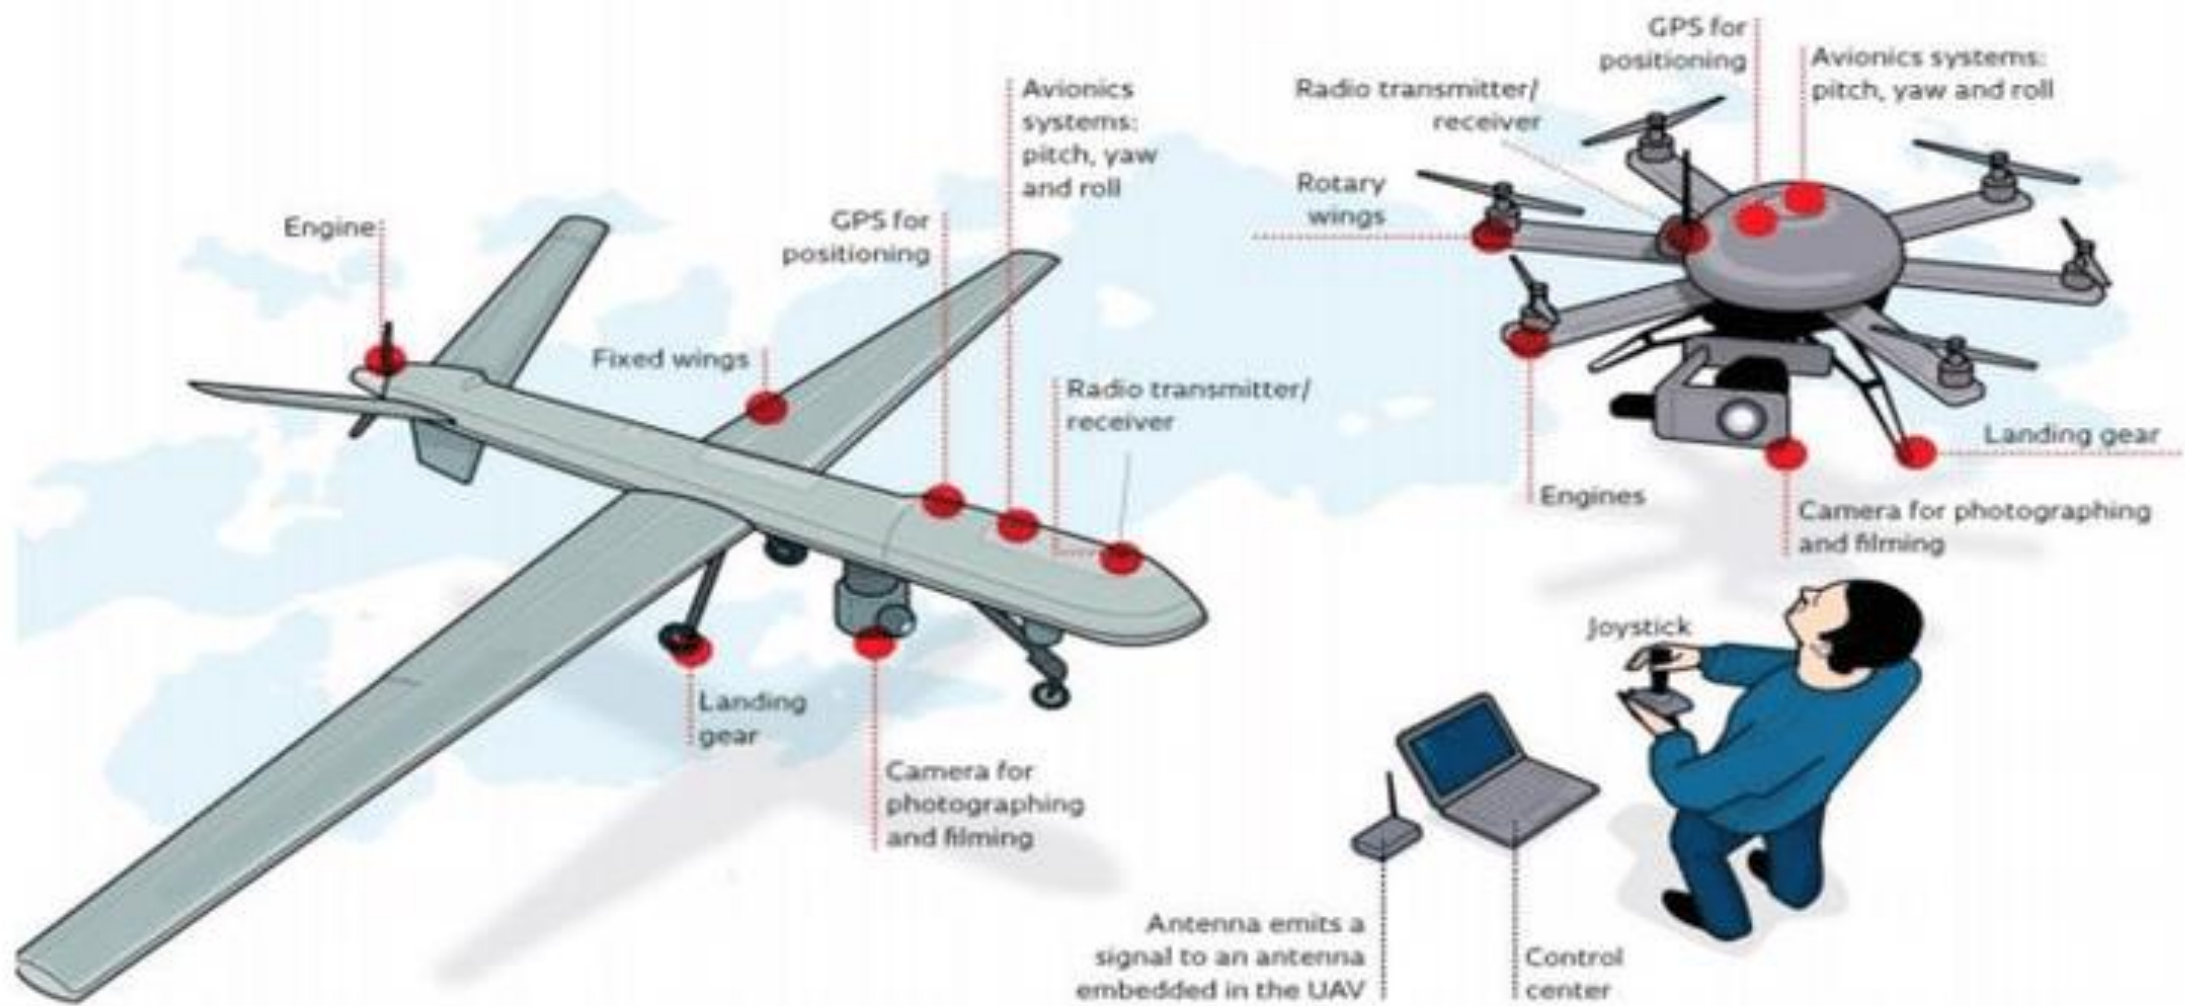 Engine
Fixed wings
GPS for
positioning
Avionics
systems:
pitch, yaw
and roll
Radio transmitter/
receiver
Landing
gear
Camera for
photographing
and filming
Radio transmitter/
receiver
Rotary
wings
GPS for
positioning
Avionics systems:
pitch, yaw and roll
Engines
Landing gear
Camera for photographing
and filming
Joystick
Antenna emits a
signal to an antenna
embedded in the UAV
Control
center